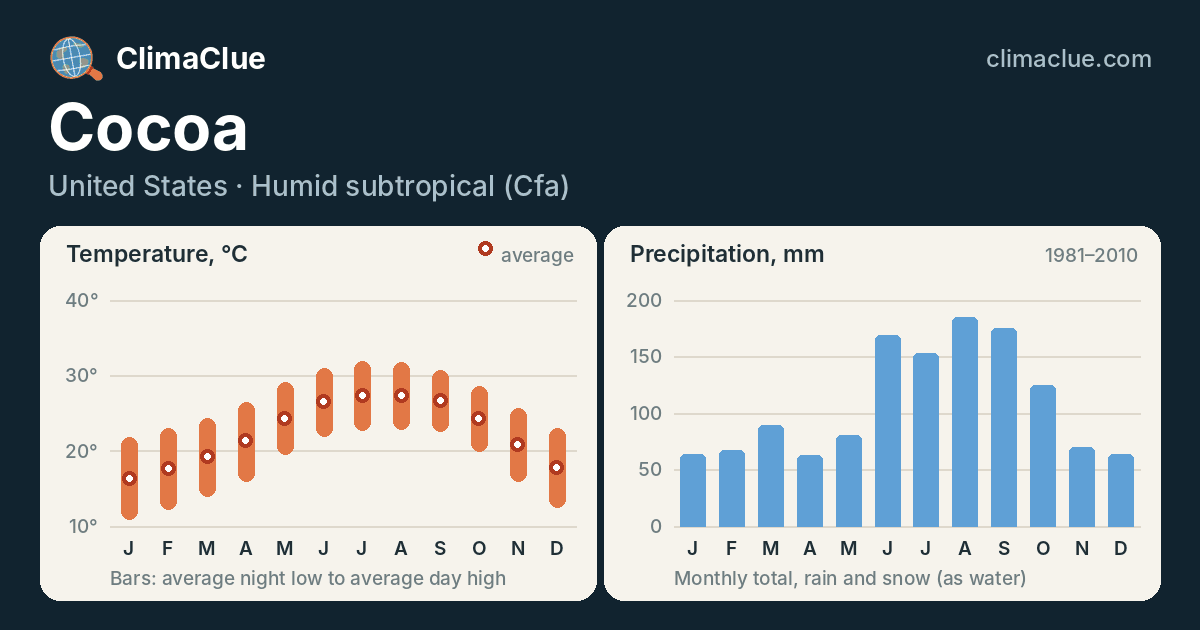 ClimaClue
climaclue.com
Cocoa
United States · Humid subtropical (Cfa)
Temperature, °C
average
40°
30°
20°
10°
J F M A M J J A S O N D
Bars: average night low to average day high
Precipitation, mm
1981–2010
200
150
100
50
0
J F M A M J J A S O N D
Monthly total, rain and snow (as water)